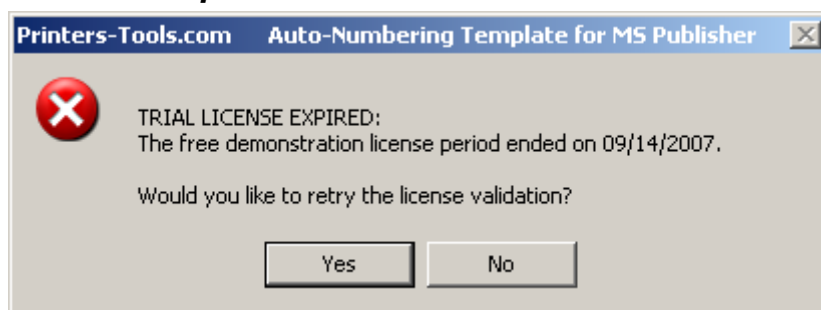 Printers-Tools.com Auto-Numbering Template for MS Publisher
TRIAL LICENSE EXPIRED:
The free demonstration license period ended on 09/14/2007.
Would you like to retry the license validation?
Yes No